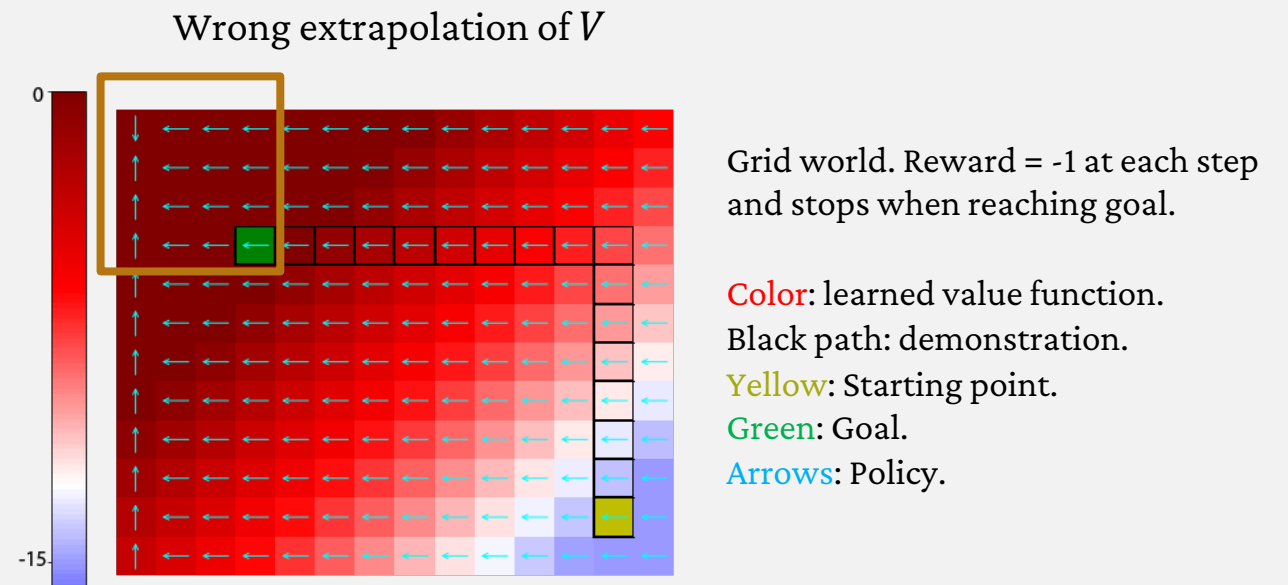 Wrong extrapolation of V
0
-15
Grid world. Reward = -1 at each step
and stops when reaching goal.
Color: learned value function.
Black path: demonstration.
Yellow: Starting point.
Green: Goal.
Arrows: Policy.